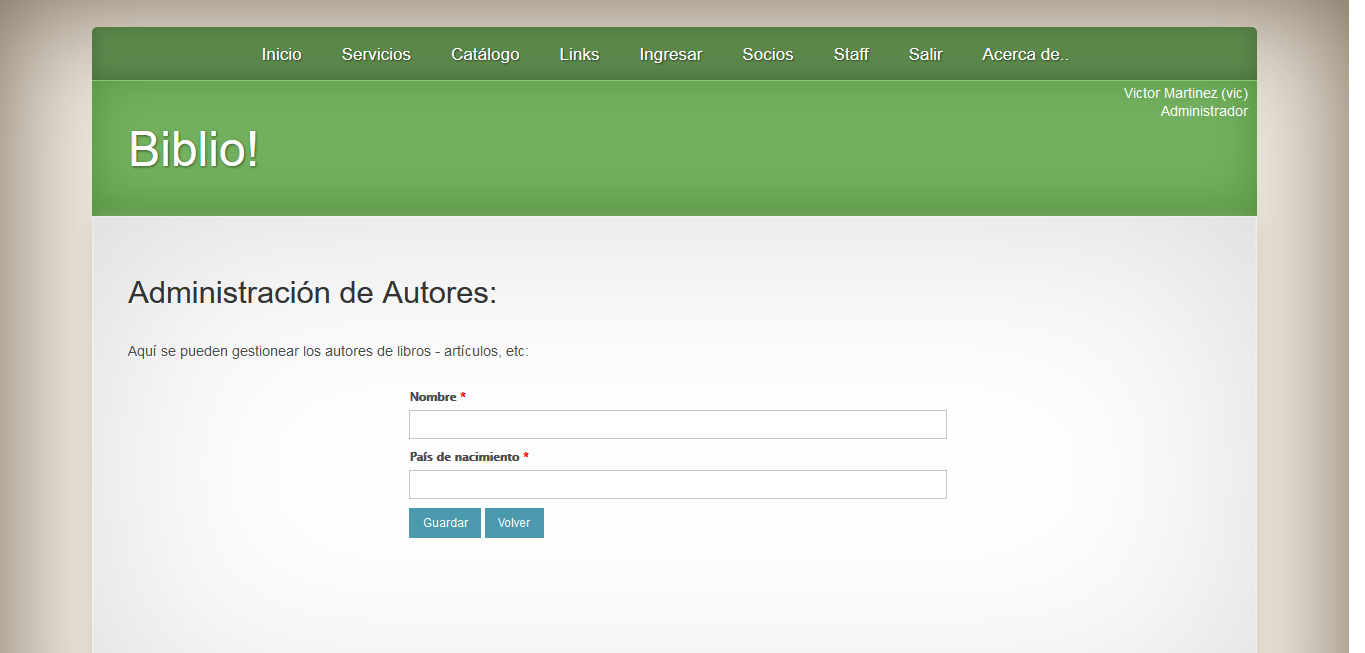 Inicio Servicios Catálogo Links Ingresar Socios Staff Salir Acerca de..
Victor Martinez (vic)
Administrador
Biblio!
Administración de Autores:
Aquí se pueden gestionear los autores de libros - artículos, etc:
Nombre *
País de nacimiento *
Guardar Volver